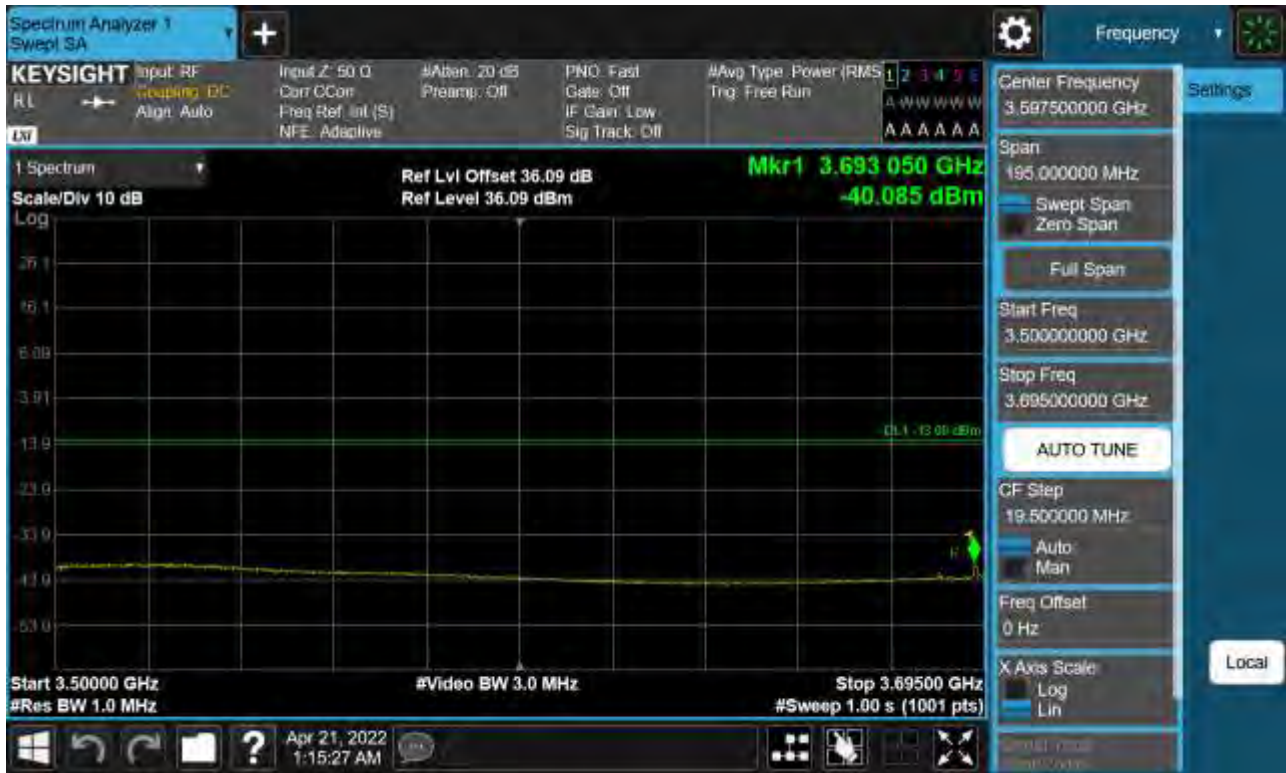 Spectrum Analyzer 1
Swept SA
Frequency
KEYSIGHT
Input: RF
Coupling: DC
Align: Auto
Input Z: 50 Ω
Corr CCorr
Freq Ref: Int (S)
NFE: Adaptive
#Atten: 20 dB
Preamp: Off
PNO: Fast
Gate: Off
IF Gain: Low
Sig Track: Off
#Avg Type: Power (RMS
Trig: Free Run
1 2 3 4 5 6
A W W W W W
A A A A A A
R L
1 Spectrum
Scale/Div 10 dB
Ref Lvl Offset 36.09 dB
Ref Level 36.09 dBm
Mkr1 3.693 050 GHz
-40.085 dBm
Log
26.1
16.1
6.09
-3.91
-13.9
-23.9
-33.9
-43.9
-53.9
DL1 -13.00 dBm
Start 3.50000 GHz
#Res BW 1.0 MHz
#Video BW 3.0 MHz
Stop 3.69500 GHz
#Sweep 1.00 s (1001 pts)
Center Frequency
3.597500000 GHz
Settings
Span
195.000000 MHz
Swept Span
Zero Span
Full Span
Start Freq
3.500000000 GHz
Stop Freq
3.695000000 GHz
AUTO TUNE
CF Step
19.500000 MHz
Auto
Man
Freq Offset
0 Hz
X Axis Scale
Log
Lin
Local
?
Apr 21, 2022
1:15:27 AM